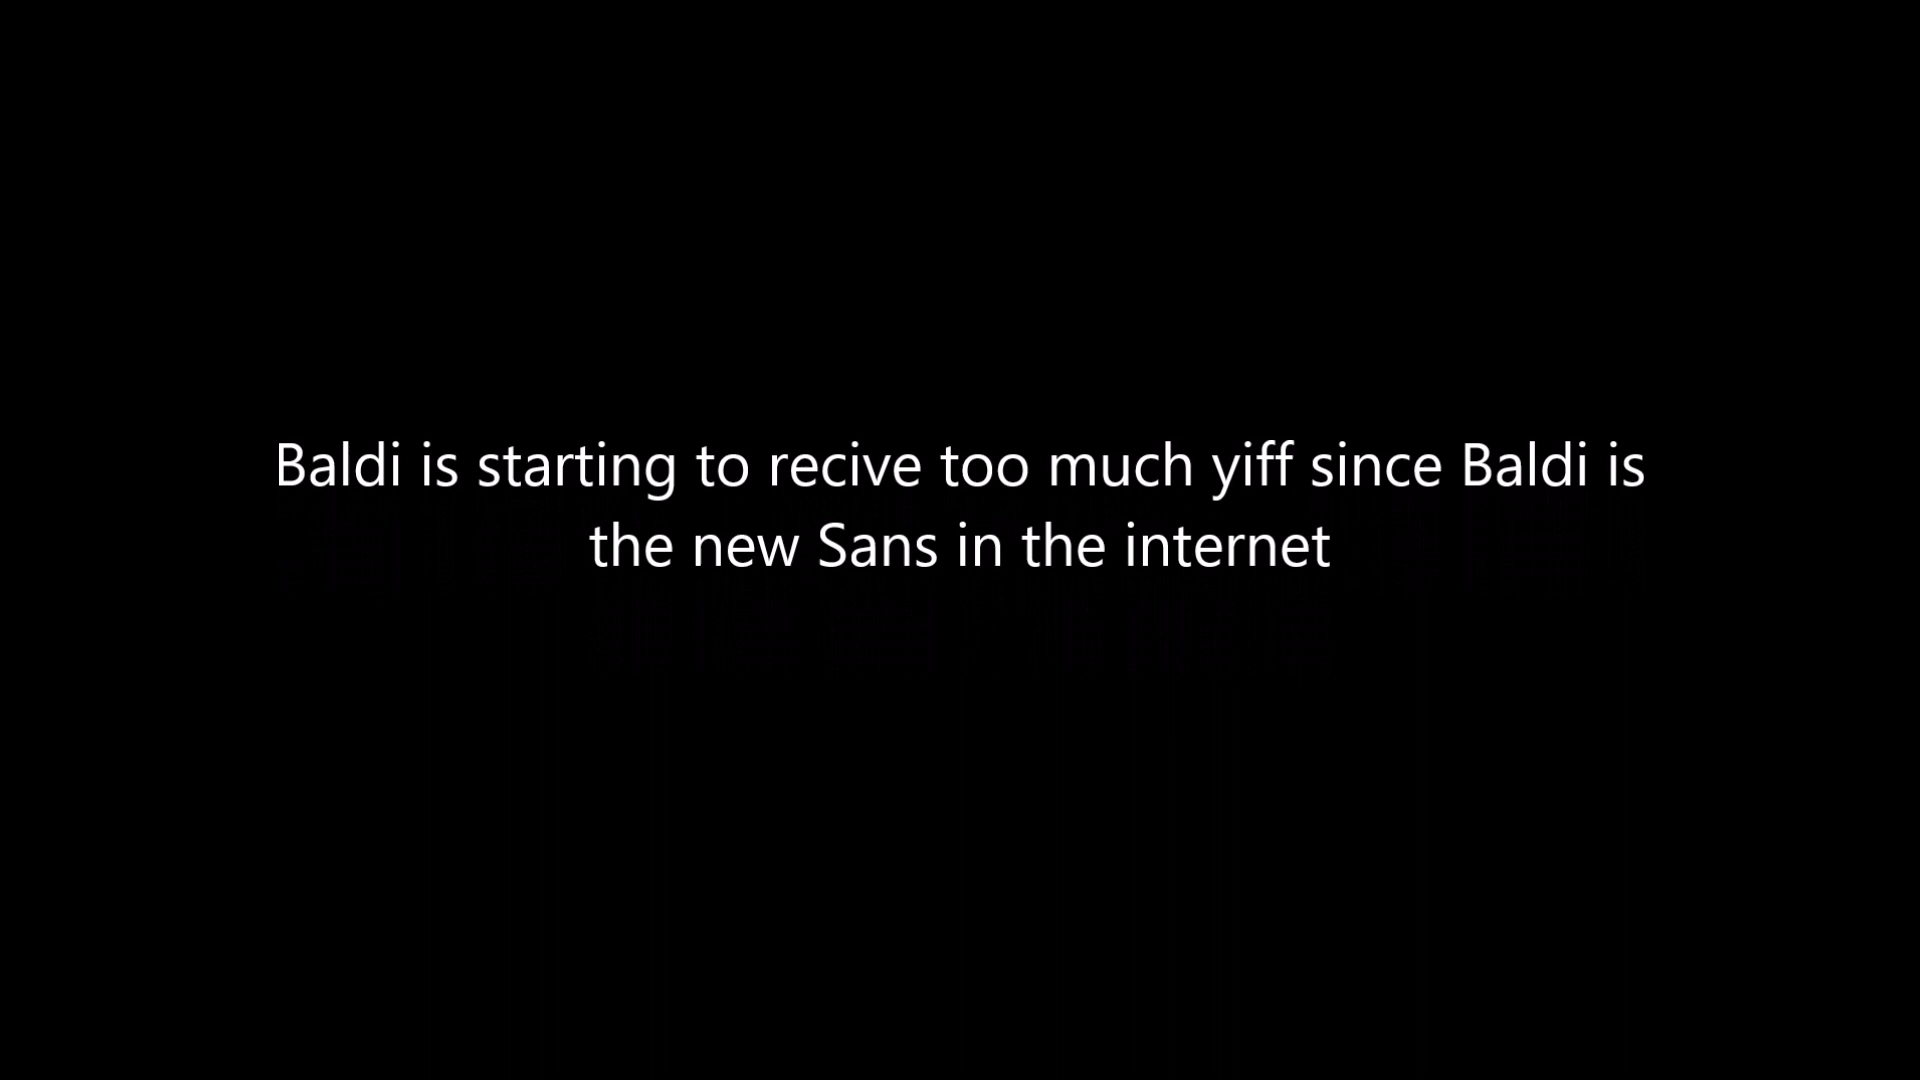 Baldi is starting to recive too much yiff since Baldi is
the new Sans in the internet